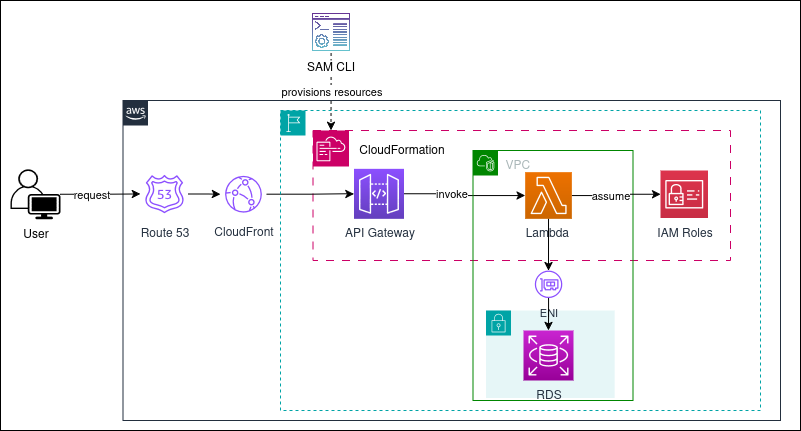 SAM CLI
provisions resources
aws
CloudFormation
VPC
53
request
invoke
assume
User
Route 53
CloudFront
API Gateway
Lambda
IAM Roles
ENI
RDS